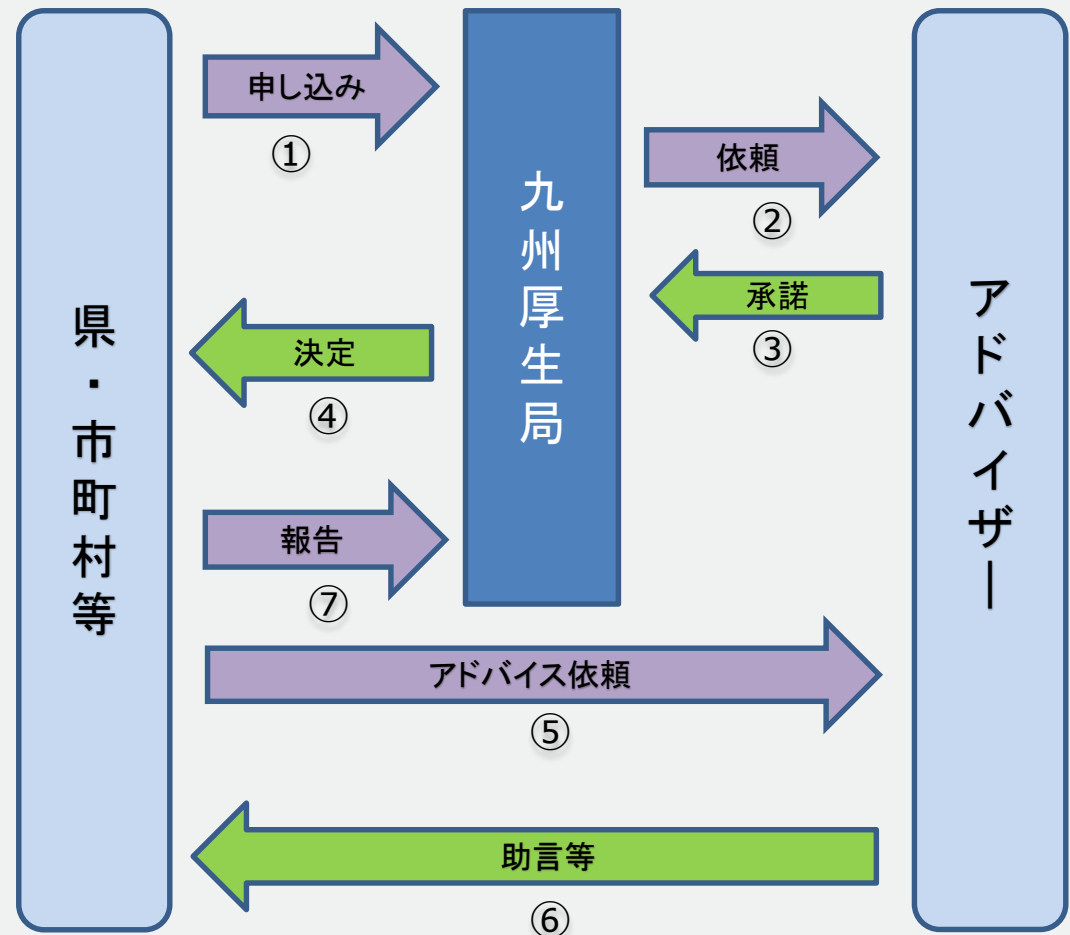 県・市町村等
九州厚生局
アドバイザー
申し込み
①
依頼
②
承諾
③
決定
④
報告
⑦
アドバイス依頼
⑤
助言等
⑥